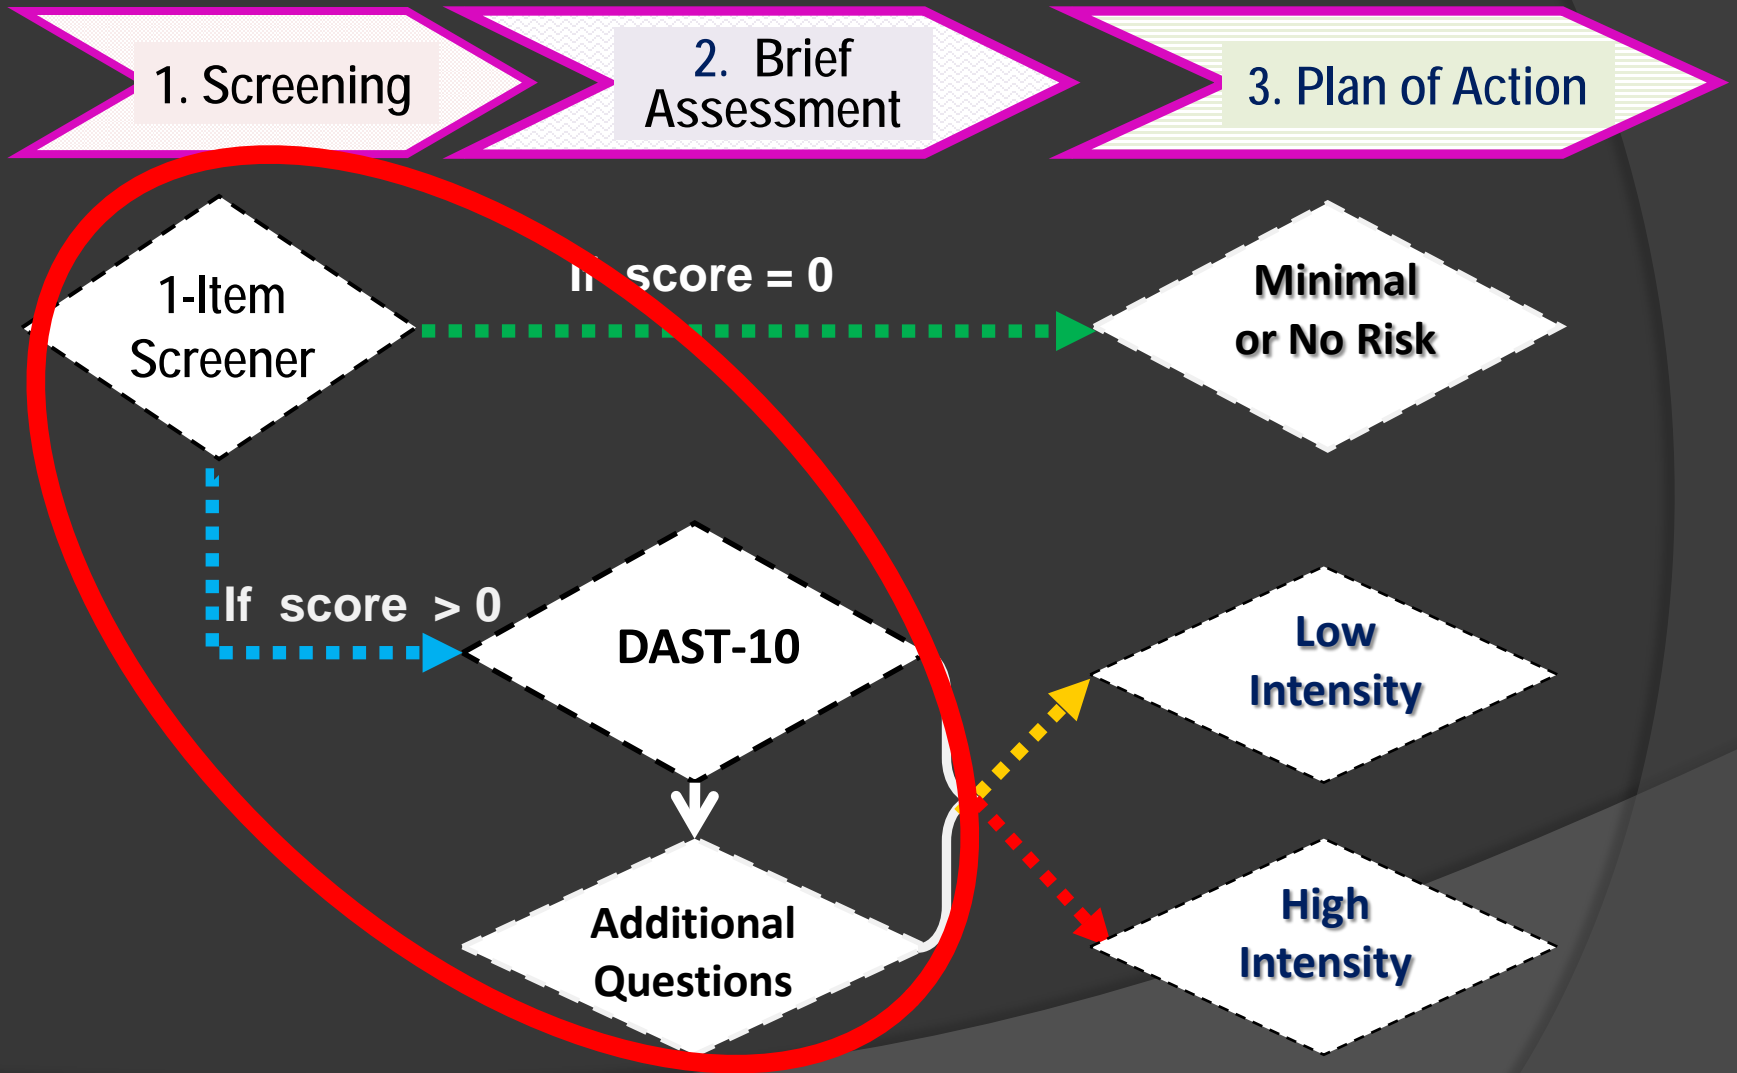 1. Screening
2. Brief
Assessment
3. Plan of Action
1-Item
Screener
If score = 0
Minimal
or No Risk
If score > 0
DAST-10
Low
Intensity
Additional
Questions
High
Intensity